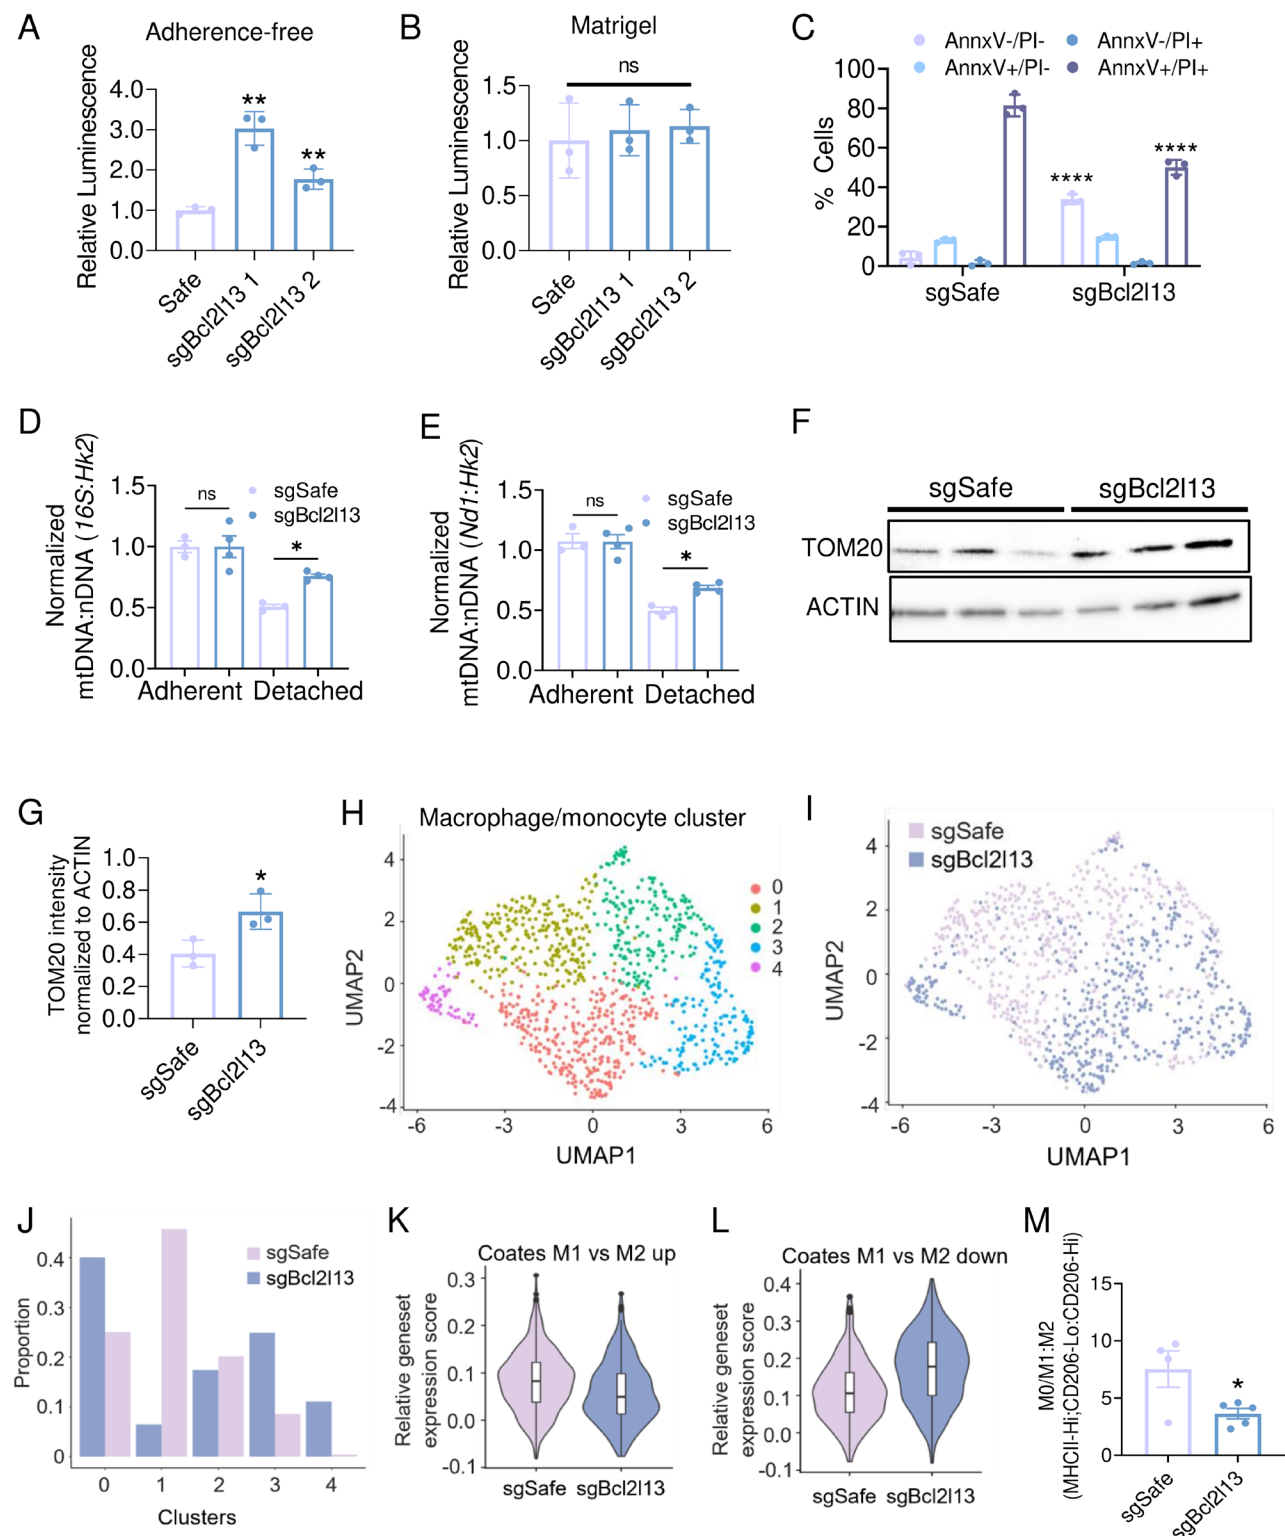 A
Adherence-free
Relative Luminescence
4.0
3.0
2.0
1.0
0.0
**
**
Safe
sgBcl2l13 1
sgBcl2l13 2
B
Matrigel
Relative Luminescence
1.5
1.0
0.5
0.0
ns
Safe
sgBcl2l13 1
sgBcl2l13 2
C
AnnxV-/PI-
AnnxV-/PI+
AnnxV+/PI-
AnnxV+/PI+
% Cells
100
80
60
40
20
0
****
****
sgSafe
sgBcl2l13
D
Normalized
mtDNA:nDNA (16S:Hk2)
1.5
1.0
0.5
0.0
ns
*
sgSafe
sgBcl2l13
Adherent
Detached
E
Normalized
mtDNA:nDNA (Nd1:Hk2)
1.5
1.0
0.5
0.0
ns
*
sgSafe
sgBcl2l13
Adherent
Detached
F
sgSafe
sgBcl2l13
TOM20
ACTIN
G
TOM20 intensity
normalized to ACTIN
1.0
0.8
0.6
0.4
0.2
0.0
*
sgSafe
sgBcl2l13
H
Macrophage/monocyte cluster
UMAP2
4
2
0
-2
-4
0
1
2
3
4
-6
-3
0
3
6
UMAP1
I
sgSafe
sgBcl2l13
UMAP2
4
2
0
-2
-4
-6
-3
0
3
6
UMAP1
J
Proportion
0.4
0.3
0.2
0.1
0
sgSafe
sgBcl2l13
0
1
2
3
4
Clusters
K
Coates M1 vs M2 up
Relative geneset
expression score
0.3
0.2
0.1
0.0
-0.1
sgSafe
sgBcl2l13
L
Coates M1 vs M2 down
Relative geneset
expression score
0.4
0.3
0.2
0.1
0.0
-0.1
sgSafe
sgBcl2l13
M
M0/M1:M2
(MHCII-Hi;CD206-Lo:CD206-Hi)
15
10
5
0
*
sgSafe
sgBcl2l13